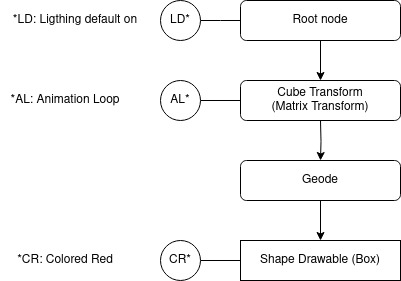 *LD: Ligthing default on
LD*
Root node
*AL: Animation Loop
AL*
Cube Transform
(Matrix Transform)
Geode
*CR: Colored Red
CR*
Shape Drawable (Box)